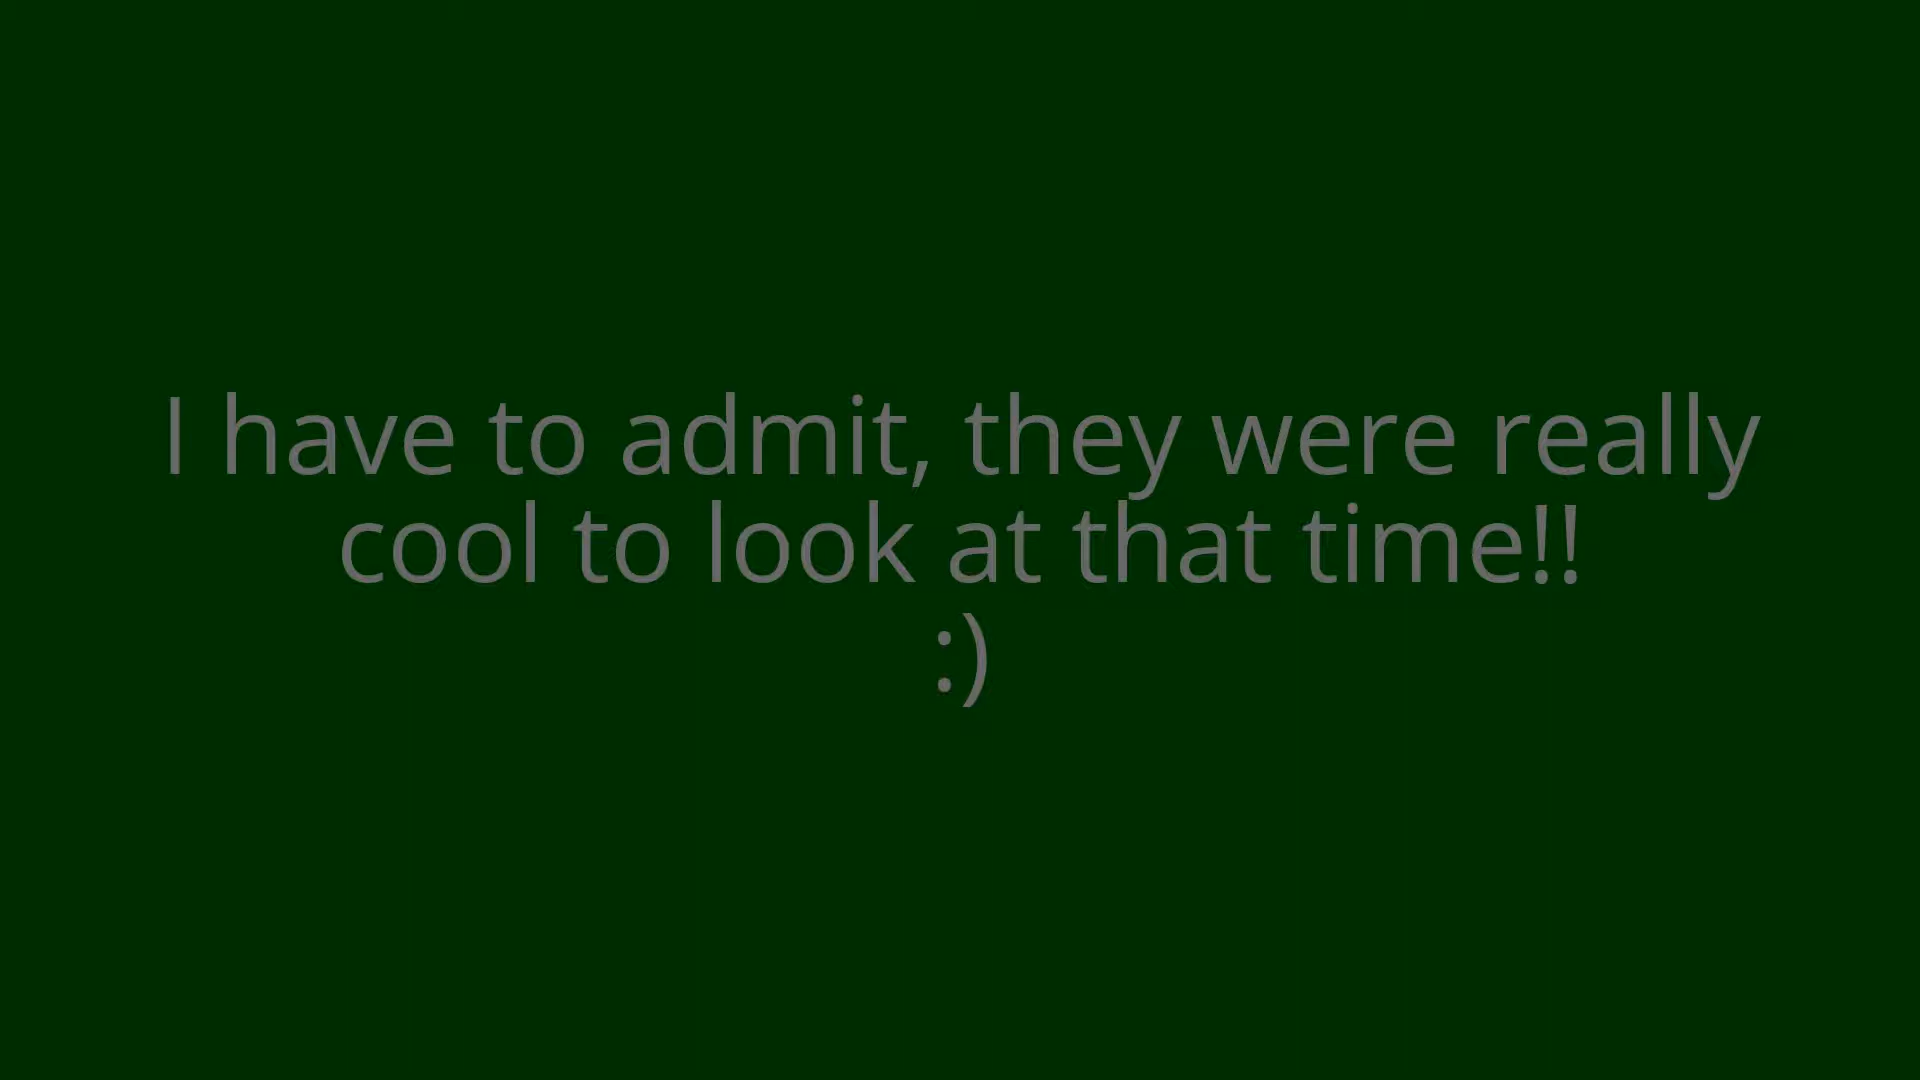 I have to admit, they were really
cool to look at that time!!
:)